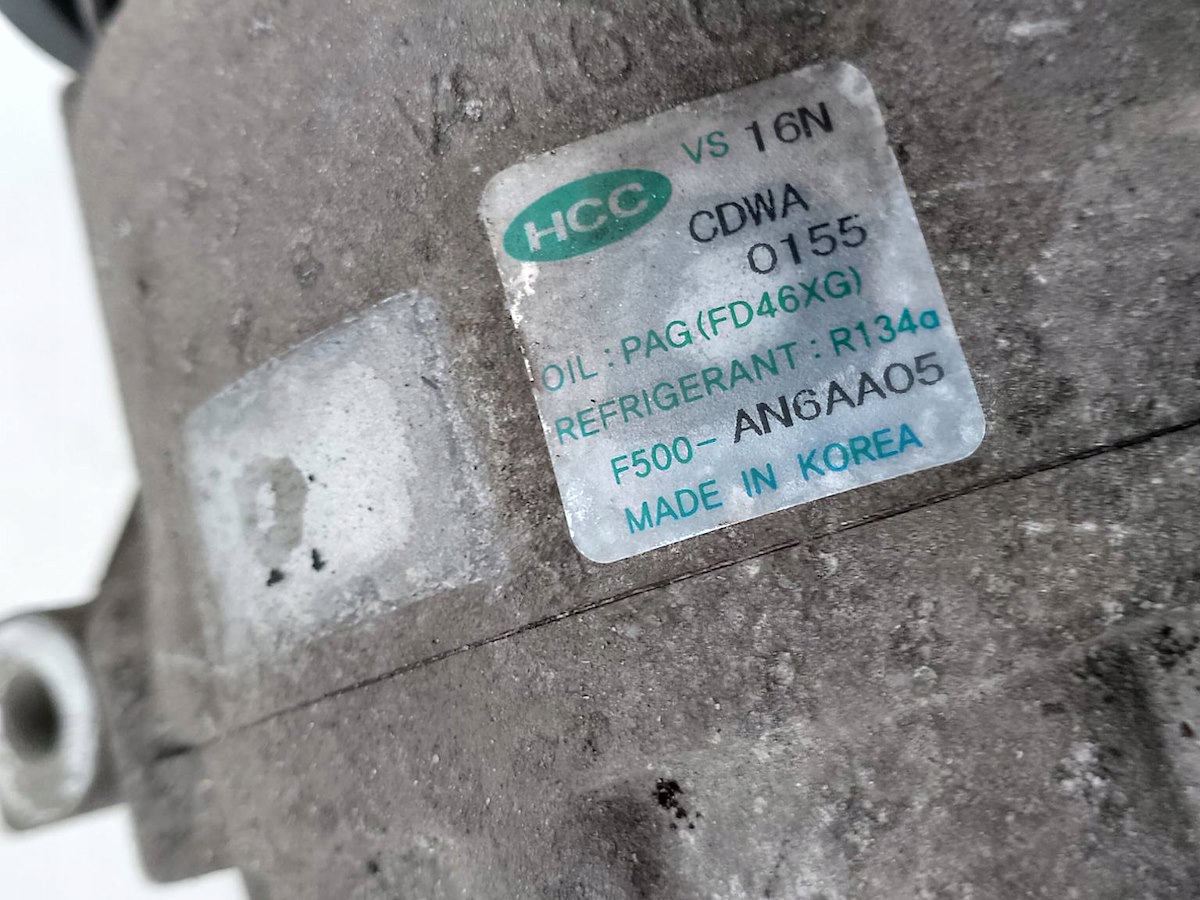 VS 16N
HCC
CDWA
0155
OIL : PAG(FD46XG)
REFRIGERANT : R134a
F500- AN6AA05
MADE IN KOREA